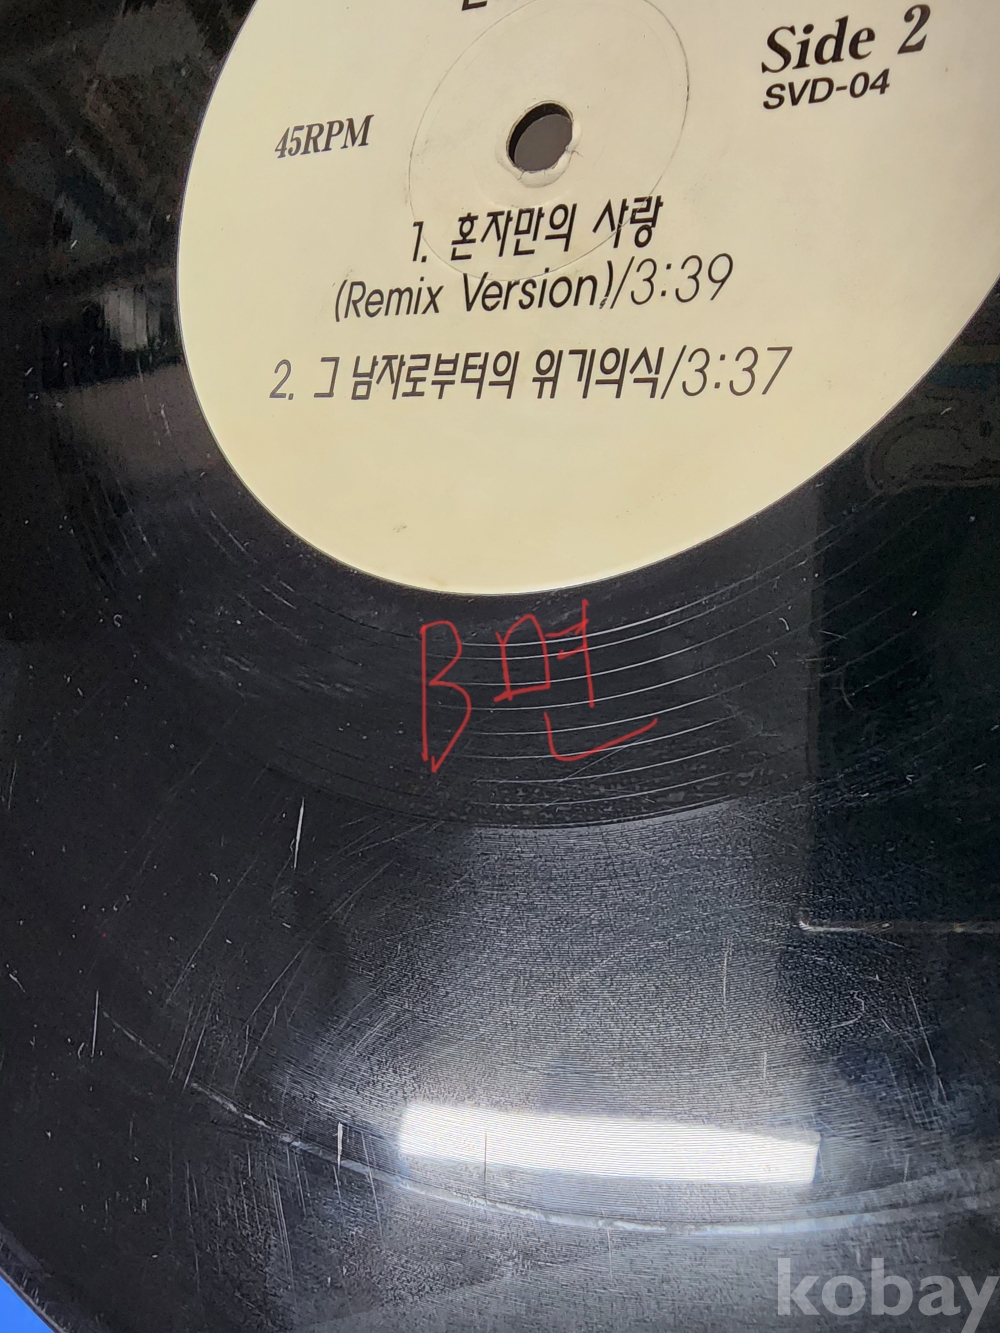 Side 2
SVD-04
45RPM
1. 혼자만의 사랑
(Remix Version)/3:39
2. 그 남자로부터의 위기의식/3:37
B면
kobay